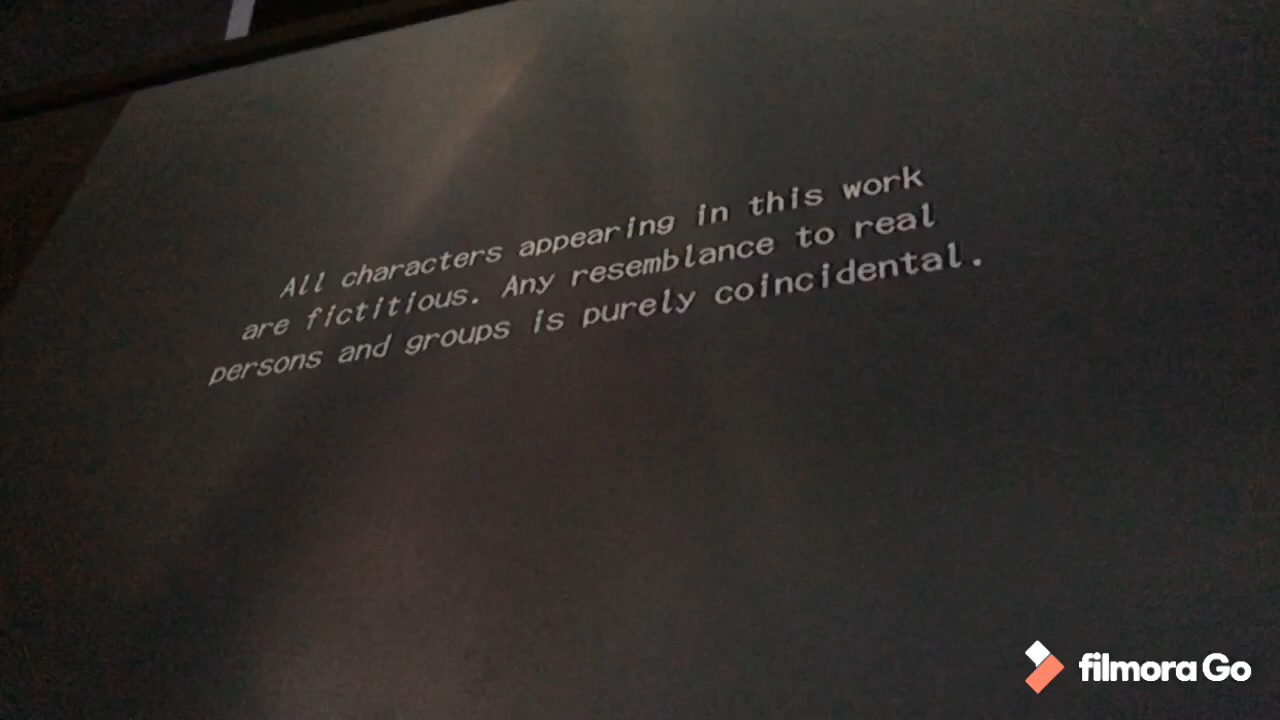 All characters appearing in this work
are fictitious. Any resemblance to real
persons and groups is purely coincidental.
filmora Go